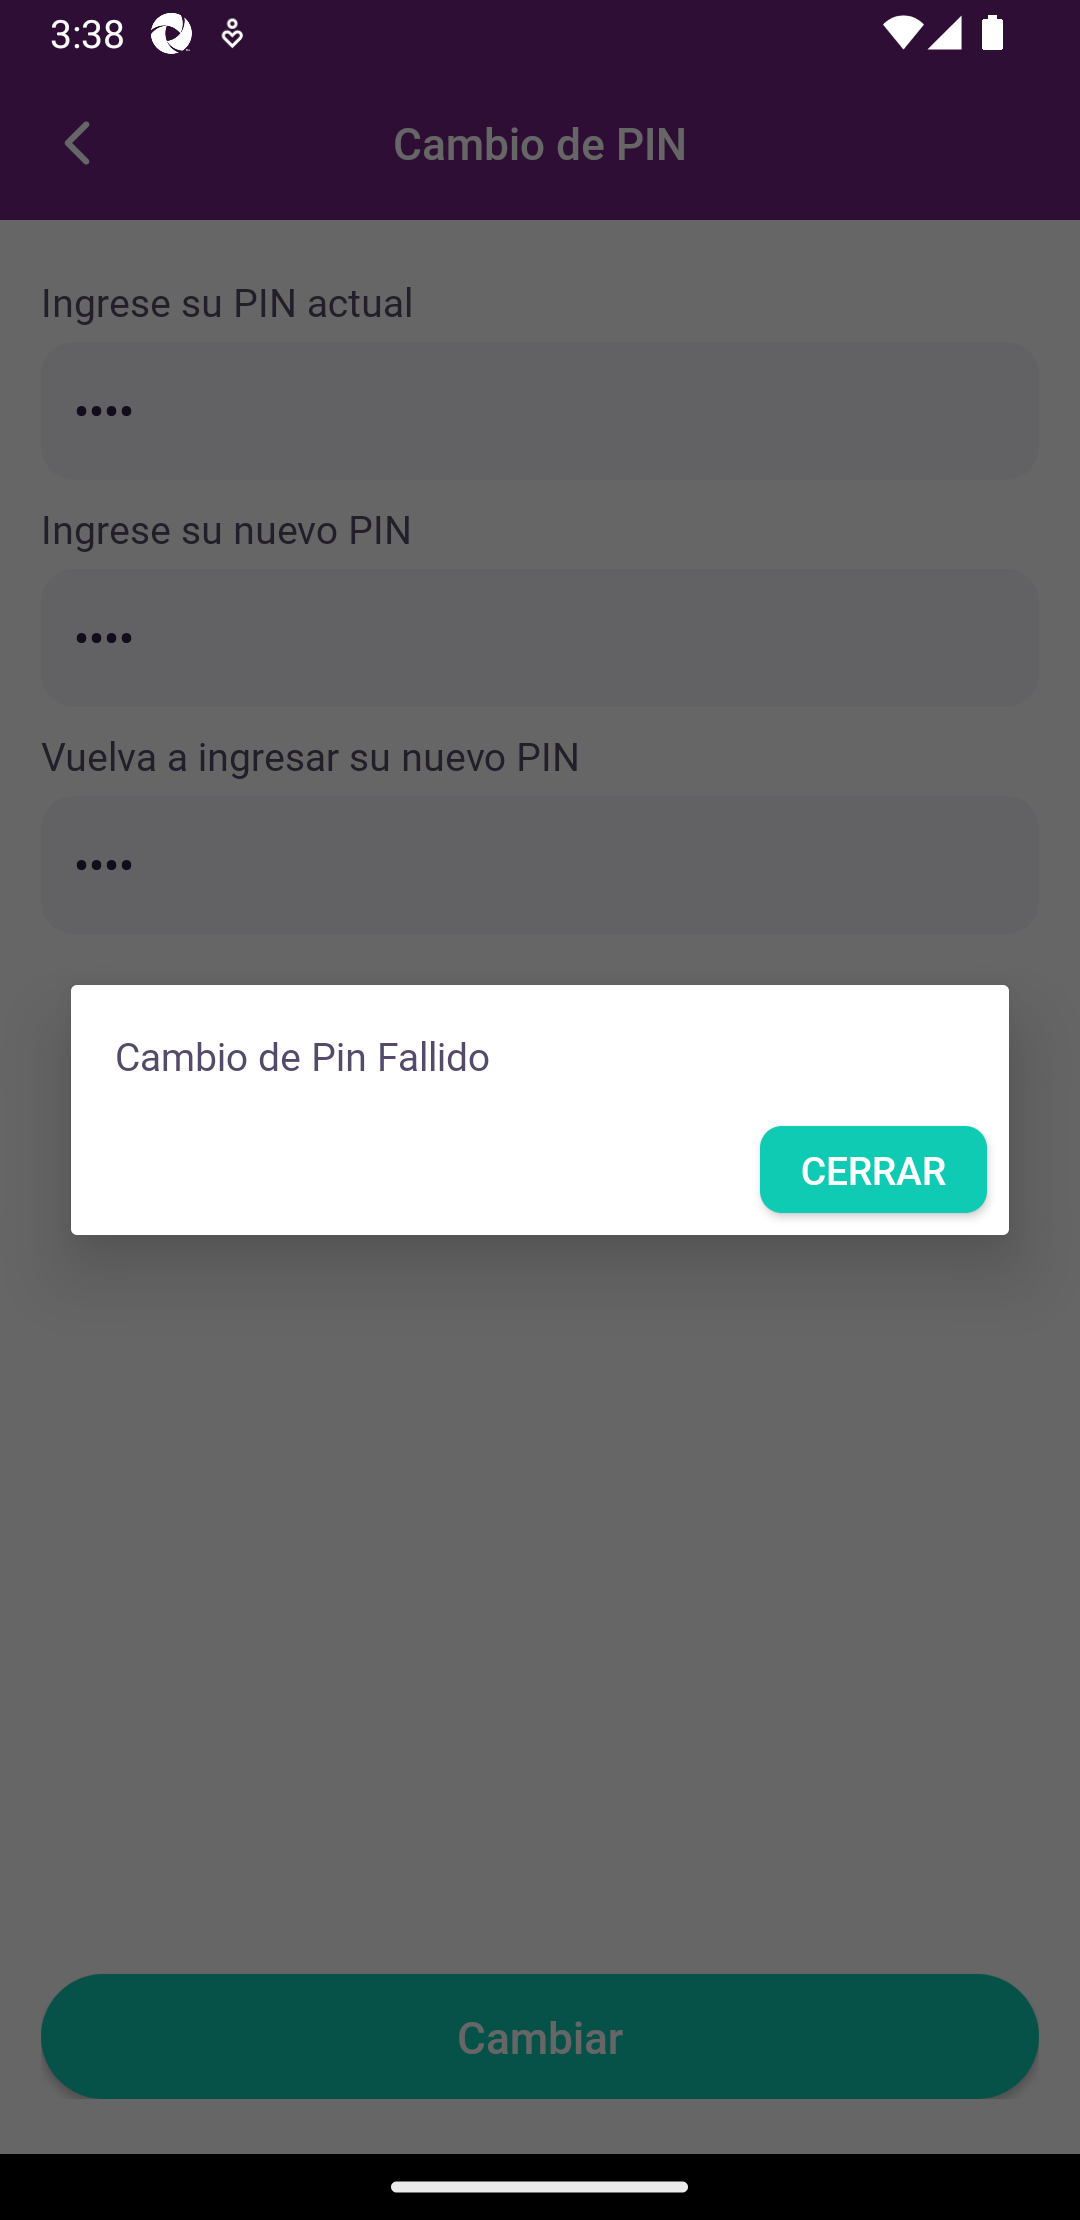 3:38
Cambio de PIN
Ingrese su PIN actual
••••
Ingrese su nuevo PIN
••••
Vuelva a ingresar su nuevo PIN
••••
Cambio de Pin Fallido
CERRAR
Cambiar